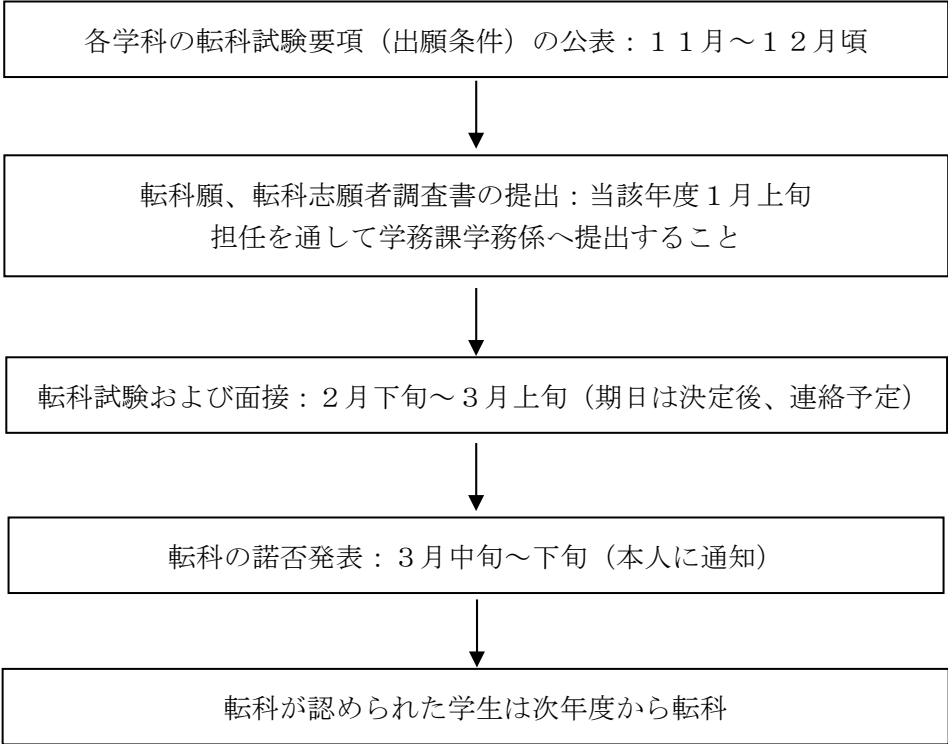 各学科の転科試験要項（出願条件）の公表：１１月～１２月頃
転科願、転科志願者調査書の提出：当該年度１月上旬
担任を通して学務課学務係へ提出すること
転科試験および面接：２月下旬～３月上旬（期日は決定後、連絡予定）
転科の諾否発表：３月中旬～下旬（本人に通知）
転科が認められた学生は次年度から転科